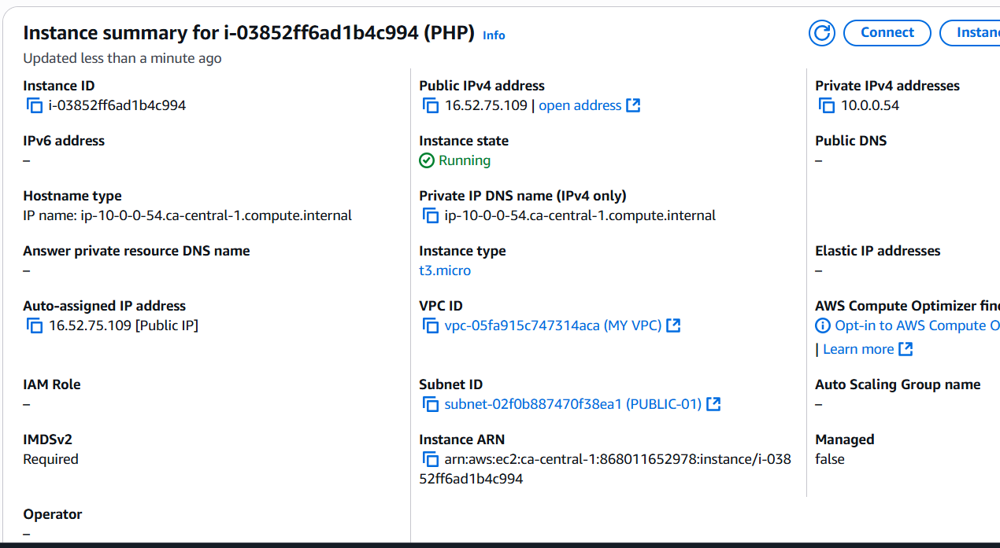 Instance summary for i-03852ff6ad1b4c994 (PHP) Info
Connect
Updated less than a minute ago
Instance ID
i-03852ff6ad1b4c994
Public IPv4 address
16.52.75.109 | open address
Private IPv4 addresses
10.0.0.54
IPv6 address
–
Instance state
Running
Public DNS
–
Hostname type
IP name: ip-10-0-0-54.ca-central-1.compute.internal
Private IP DNS name (IPv4 only)
ip-10-0-0-54.ca-central-1.compute.internal
Answer private resource DNS name
–
Instance type
t3.micro
Elastic IP addresses
–
Auto-assigned IP address
16.52.75.109 [Public IP]
VPC ID
vpc-05fa915c747314aca (MY VPC)
AWS Compute Optimizer
Opt-in to AWS Compute
| Learn more
IAM Role
–
Subnet ID
subnet-02f0b887470f38ea1 (PUBLIC-01)
Auto Scaling Group name
–
IMDSv2
Required
Instance ARN
arn:aws:ec2:ca-central-1:868011652978:instance/i-038
52ff6ad1b4c994
Managed
false
Operator
–